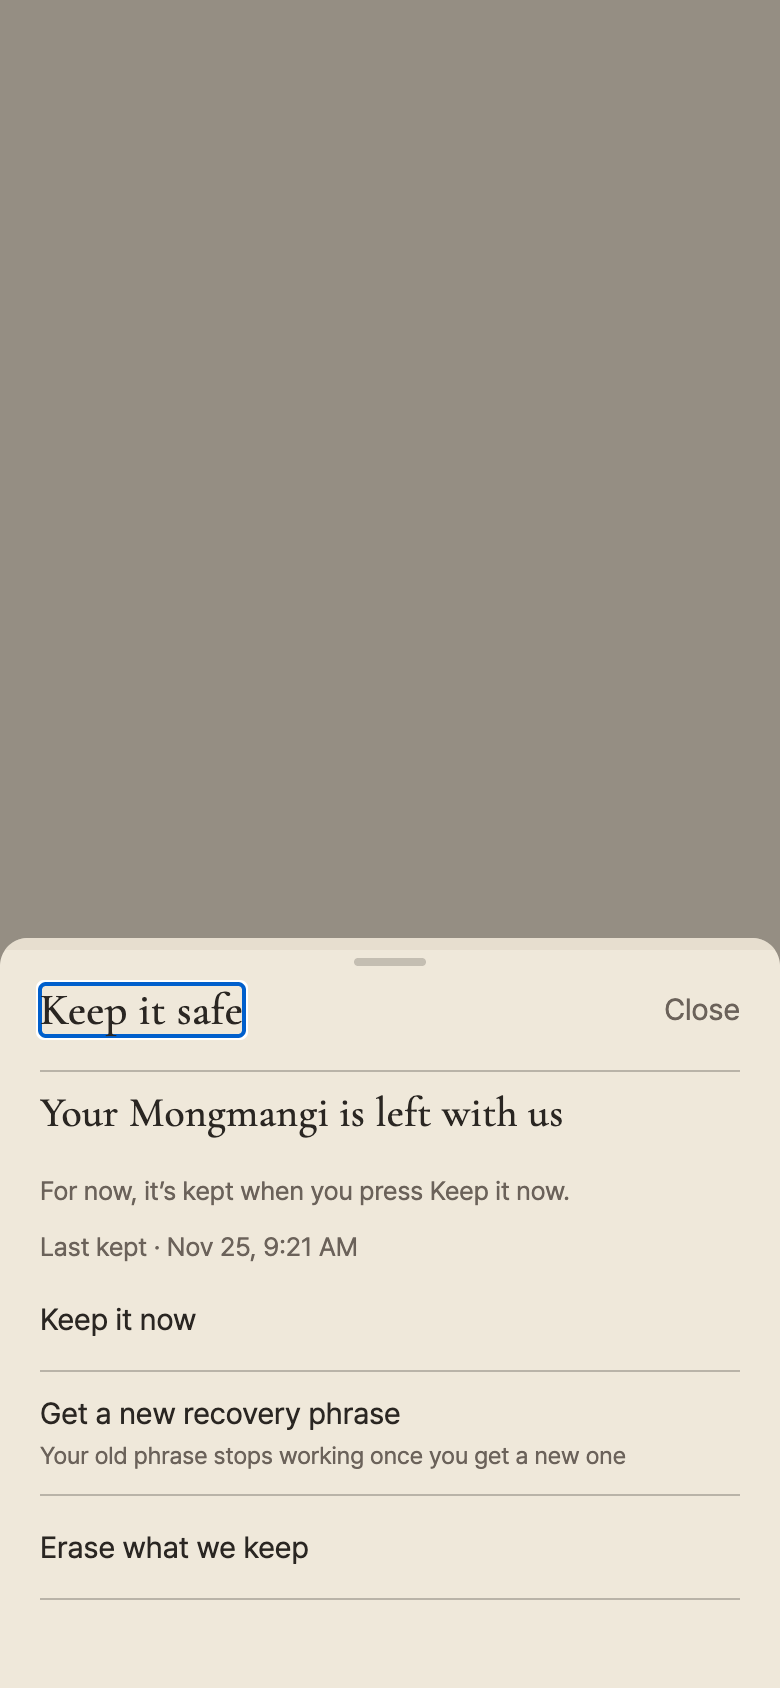 Keep it safe
Close
Your Mongmangi is left with us
For now, it’s kept when you press Keep it now.
Last kept · Nov 25, 9:21 AM
Keep it now
Get a new recovery phrase
Your old phrase stops working once you get a new one
Erase what we keep